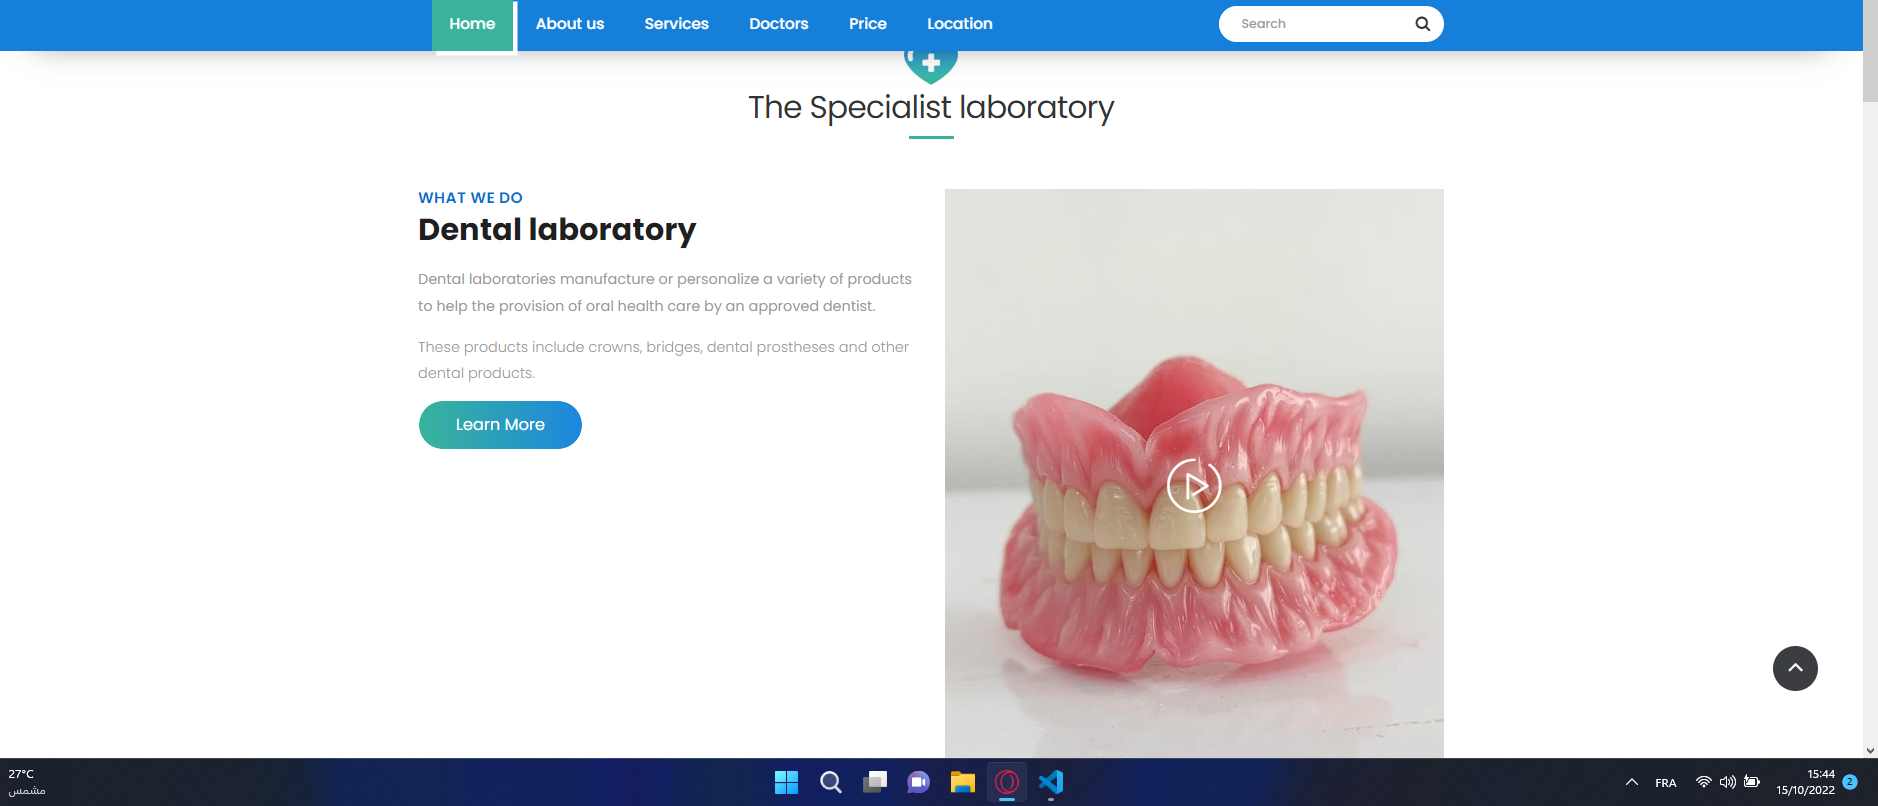 Home About us Services Doctors Price Location Search
The Specialist laboratory
WHAT WE DO
Dental laboratory
Dental laboratories manufacture or personalize a variety of products
to help the provision of oral health care by an approved dentist.
These products include crowns, bridges, dental prostheses and other
dental products.
Learn More
27°C
مشمس
FRA
15:44
15/10/2022
2